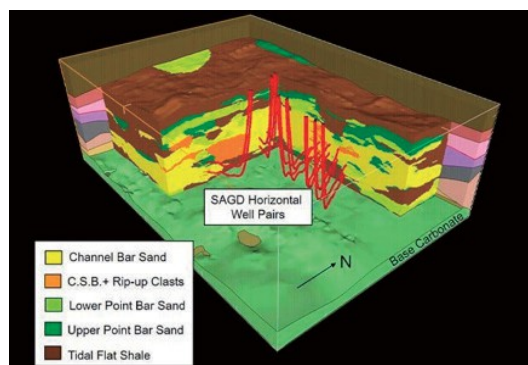 SAGD Horizontal
Well Pairs
N
Base Carbonate
Channel Bar Sand
C.S.B.+ Rip-up Clasts
Lower Point Bar Sand
Upper Point Bar Sand
Tidal Flat Shale